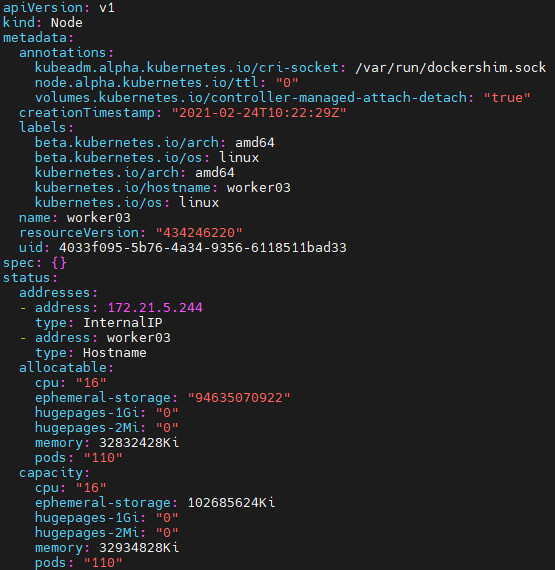 apiVersion: v1
kind: Node
metadata:
  annotations:
    kubeadm.alpha.kubernetes.io/cri-socket: /var/run/dockershim.sock
    node.alpha.kubernetes.io/ttl: "0"
    volumes.kubernetes.io/controller-managed-attach-detach: "true"
  creationTimestamp: "2021-02-24T10:22:29Z"
  labels:
    beta.kubernetes.io/arch: amd64
    beta.kubernetes.io/os: linux
    kubernetes.io/arch: amd64
    kubernetes.io/hostname: worker03
    kubernetes.io/os: linux
  name: worker03
  resourceVersion: "434246220"
  uid: 4033f095-5b76-4a34-9356-6118511bad33
spec: {}
status:
  addresses:
  - address: 172.21.5.244
    type: InternalIP
  - address: worker03
    type: Hostname
  allocatable:
    cpu: "16"
    ephemeral-storage: "94635070922"
    hugepages-1Gi: "0"
    hugepages-2Mi: "0"
    memory: 32832428Ki
    pods: "110"
  capacity:
    cpu: "16"
    ephemeral-storage: 102685624Ki
    hugepages-1Gi: "0"
    hugepages-2Mi: "0"
    memory: 32934828Ki
    pods: "110"